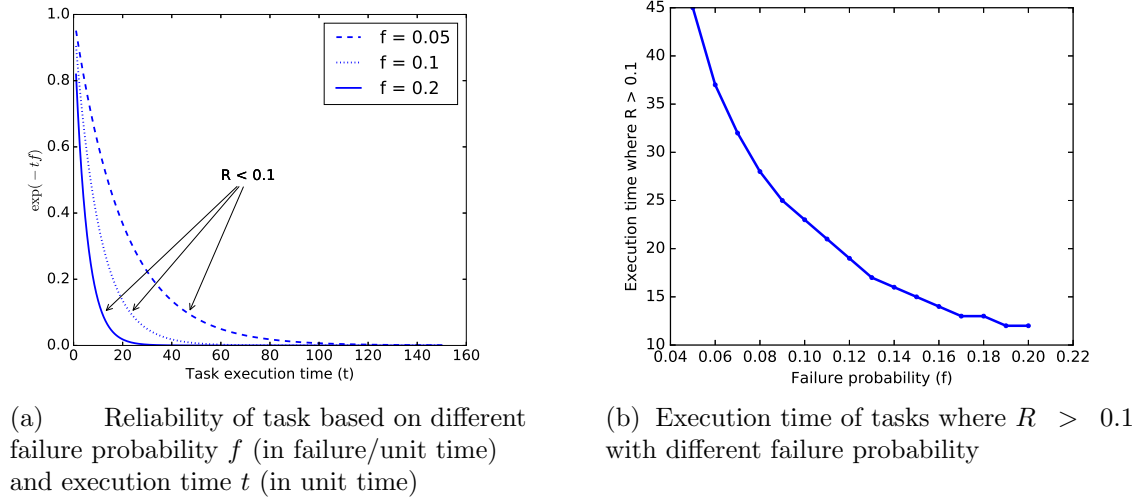 1.0
0.8
0.6
0.4
0.2
0.0
exp(−tf)
f = 0.05
f = 0.1
f = 0.2
R < 0.1
0 20 40 60 80 100 120 140 160
Task execution time (t)
(a) Reliability of task based on different
failure probability f (in failure/unit time)
and execution time t (in unit time)
45
40
35
30
25
20
15
10
Execution time where R > 0.1
0.04 0.06 0.08 0.10 0.12 0.14 0.16 0.18 0.20 0.22
Failure probability (f)
(b) Execution time of tasks where R > 0.1
with different failure probability